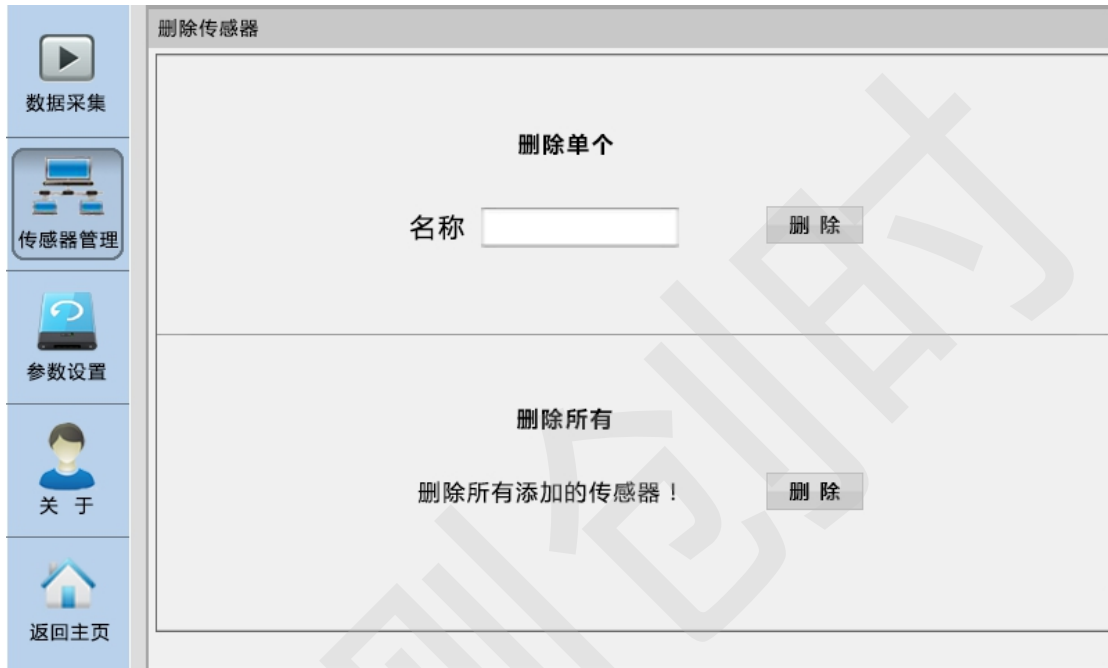 删除传感器
数据采集
传感器管理
参数设置
关 于
返回主页
删除单个
名称
删 除
删除所有
删除所有添加的传感器！
删 除
创时